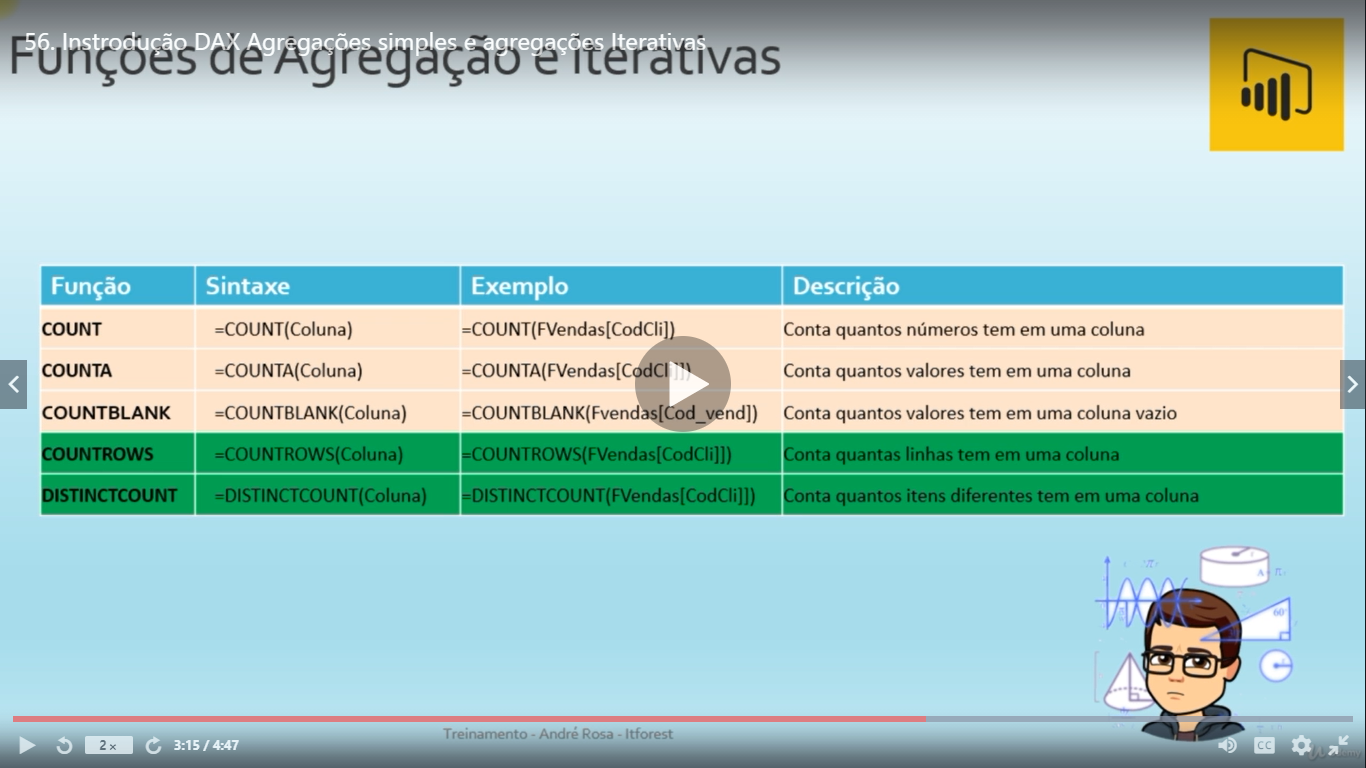 56. Instrodução DAX Agregações simples e agregações Iterativas
Funções de Agregação e Iterativas
Função Sintaxe Exemplo Descrição
COUNT =COUNT(Coluna) =COUNT(FVendas[CodCli]) Conta quantos números tem em uma coluna
COUNTA =COUNTA(Coluna) =COUNTA(FVendas[CodCli]]) Conta quantos valores tem em uma coluna
COUNTBLANK =COUNTBLANK(Coluna) =COUNTBLANK(Fvendas[Cod_vend]) Conta quantos valores tem em uma coluna vazio
COUNTROWS =COUNTROWS(Coluna) =COUNTROWS(FVendas[CodCli]]) Conta quantas linhas tem em uma coluna
DISTINCTCOUNT =DISTINCTCOUNT(Coluna) =DISTINCTCOUNT(FVendas[CodCli]]) Conta quantos itens diferentes tem em uma coluna
60°
Treinamento - André Rosa - Itforest
2x 3:15 / 4:47 CC